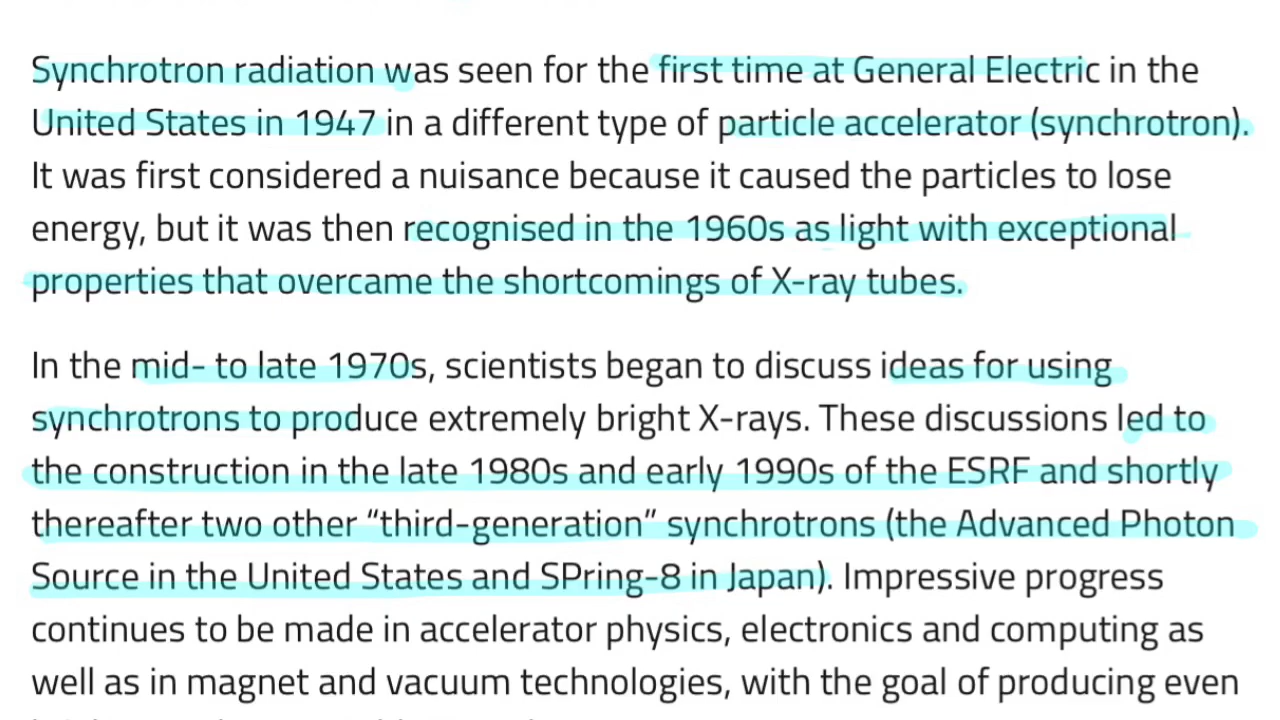 Synchrotron radiation was seen for the first time at General Electric in the
United States in 1947 in a different type of particle accelerator (synchrotron).
It was first considered a nuisance because it caused the particles to lose
energy, but it was then recognised in the 1960s as light with exceptional
properties that overcame the shortcomings of X-ray tubes.
In the mid- to late 1970s, scientists began to discuss ideas for using
synchrotrons to produce extremely bright X-rays. These discussions led to
the construction in the late 1980s and early 1990s of the ESRF and shortly
thereafter two other “third-generation” synchrotrons (the Advanced Photon
Source in the United States and SPring-8 in Japan). Impressive progress
continues to be made in accelerator physics, electronics and computing as
well as in magnet and vacuum technologies, with the goal of producing even